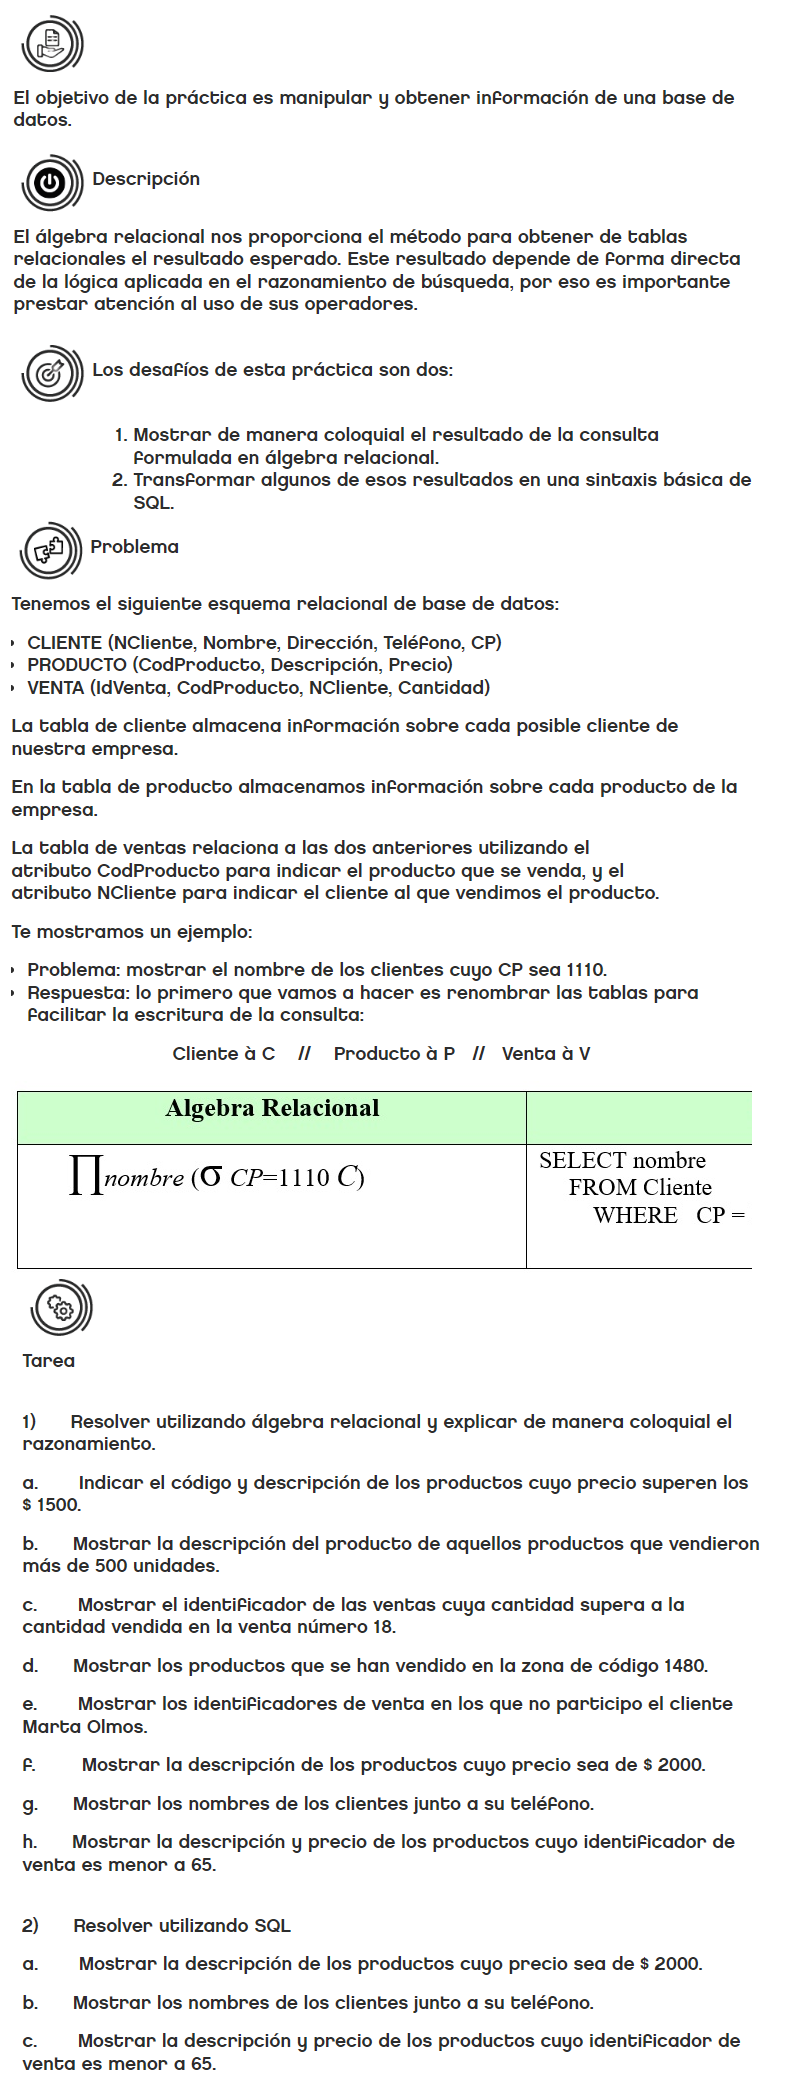 El objetivo de la práctica es manipular y obtener información de una base de
datos.
Descripción
El álgebra relacional nos proporciona el método para obtener de tablas
relacionales el resultado esperado. Este resultado depende de forma directa
de la lógica aplicada en el razonamiento de búsqueda, por eso es importante
prestar atención al uso de sus operadores.
Los desafíos de esta práctica son dos:
1. Mostrar de manera coloquial el resultado de la consulta
formulada en álgebra relacional.
2. Transformar algunos de esos resultados en una sintaxis básica de
SQL.
Problema
Tenemos el siguiente esquema relacional de base de datos:
• CLIENTE (NCliente, Nombre, Dirección, Teléfono, CP)
• PRODUCTO (CodProducto, Descripción, Precio)
• VENTA (IdVenta, CodProducto, NCliente, Cantidad)
La tabla de cliente almacena información sobre cada posible cliente de
nuestra empresa.
En la tabla de producto almacenamos información sobre cada producto de la
empresa.
La tabla de ventas relaciona a las dos anteriores utilizando el
atributo CodProducto para indicar el producto que se venda, y el
atributo NCliente para indicar el cliente al que vendimos el producto.
Te mostramos un ejemplo:
• Problema: mostrar el nombre de los clientes cuyo CP sea 1110.
• Respuesta: lo primero que vamos a hacer es renombrar las tablas para
facilitar la escritura de la consulta:
Cliente à C // Producto à P // Venta à V
Algebra Relacional
∏nombre (σ CP=1110 C)
SELECT nombre
FROM Cliente
WHERE CP =
Tarea
1) Resolver utilizando álgebra relacional y explicar de manera coloquial el
razonamiento.
a. Indicar el código y descripción de los productos cuyo precio superen los
$ 1500.
b. Mostrar la descripción del producto de aquellos productos que vendieron
más de 500 unidades.
c. Mostrar el identificador de las ventas cuya cantidad supera a la
cantidad vendida en la venta número 18.
d. Mostrar los productos que se han vendido en la zona de código 1480.
e. Mostrar los identificadores de venta en los que no participo el cliente
Marta Olmos.
f. Mostrar la descripción de los productos cuyo precio sea de $ 2000.
g. Mostrar los nombres de los clientes junto a su teléfono.
h. Mostrar la descripción y precio de los productos cuyo identificador de
venta es menor a 65.
2) Resolver utilizando SQL
a. Mostrar la descripción de los productos cuyo precio sea de $ 2000.
b. Mostrar los nombres de los clientes junto a su teléfono.
c. Mostrar la descripción y precio de los productos cuyo identificador de
venta es menor a 65.